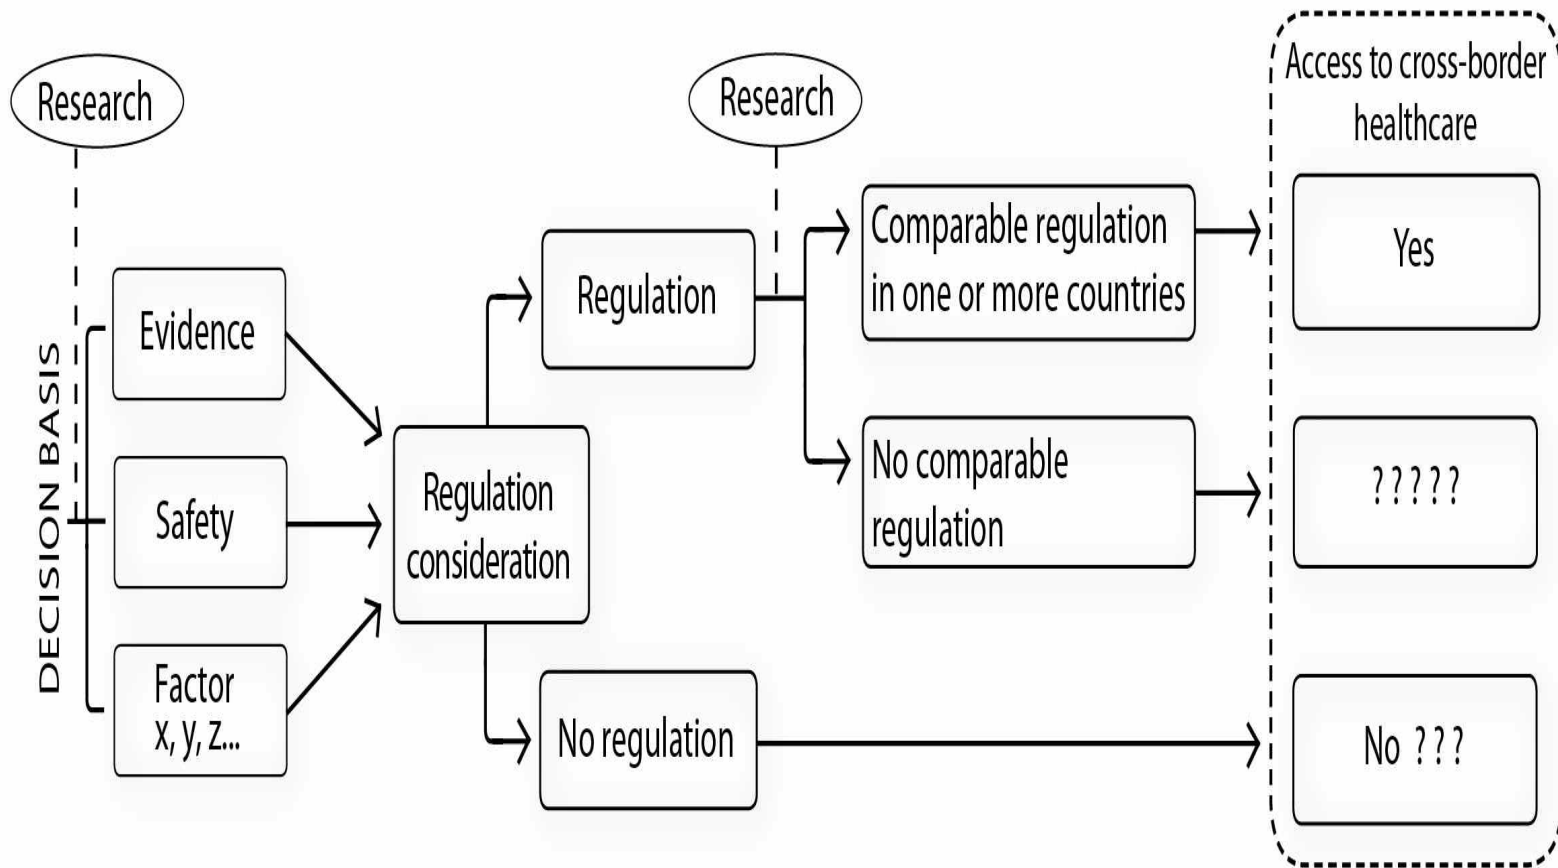 Research
Research
Access to cross-border
healthcare
DECISION BASIS
Evidence
Safety
Factor
x, y, z...
Regulation
consideration
Regulation
No regulation
Comparable regulation
in one or more countries
No comparable
regulation
Yes
? ? ? ? ?
No ? ? ?